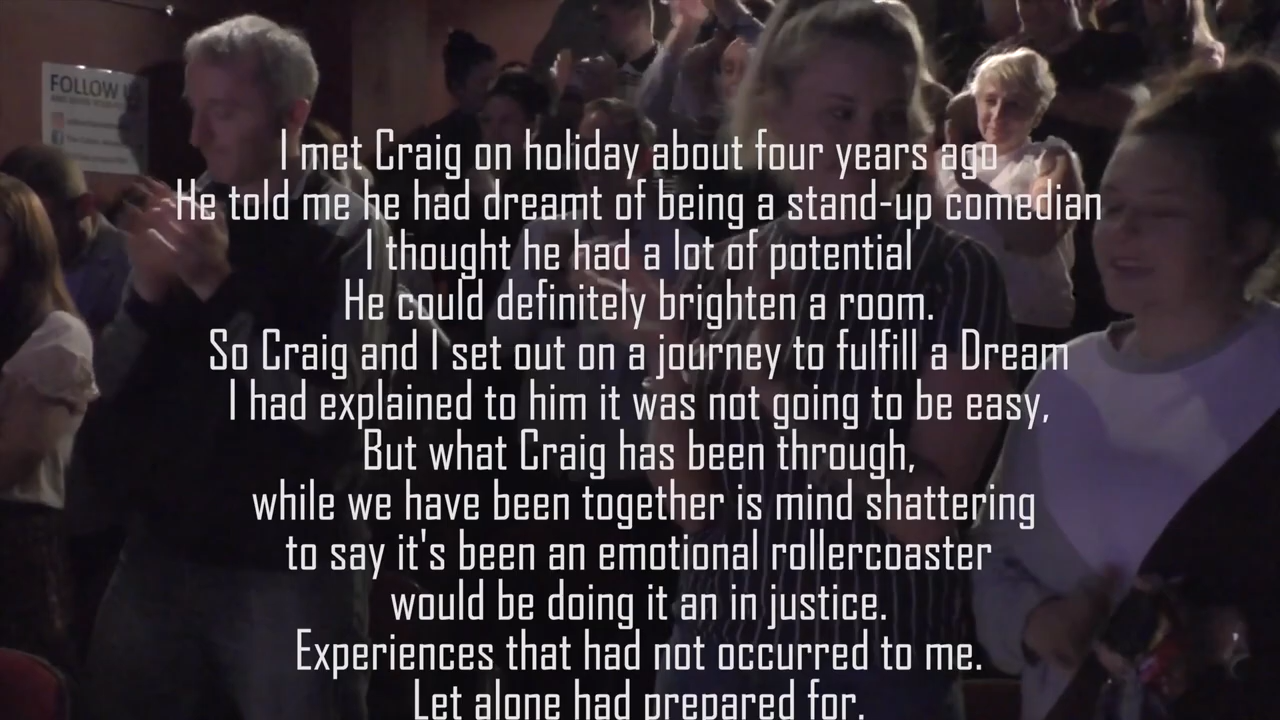 FOLLOW U
I met Craig on holiday about four years ago
He told me he had dreamt of being a stand-up comedian
I thought he had a lot of potential
He could definitely brighten a room.
So Craig and I set out on a journey to fulfill a Dream
I had explained to him it was not going to be easy,
But what Craig has been through,
while we have been together is mind shattering
to say it's been an emotional rollercoaster
would be doing it an in justice.
Experiences that had not occurred to me.
Let alone had prepared for.